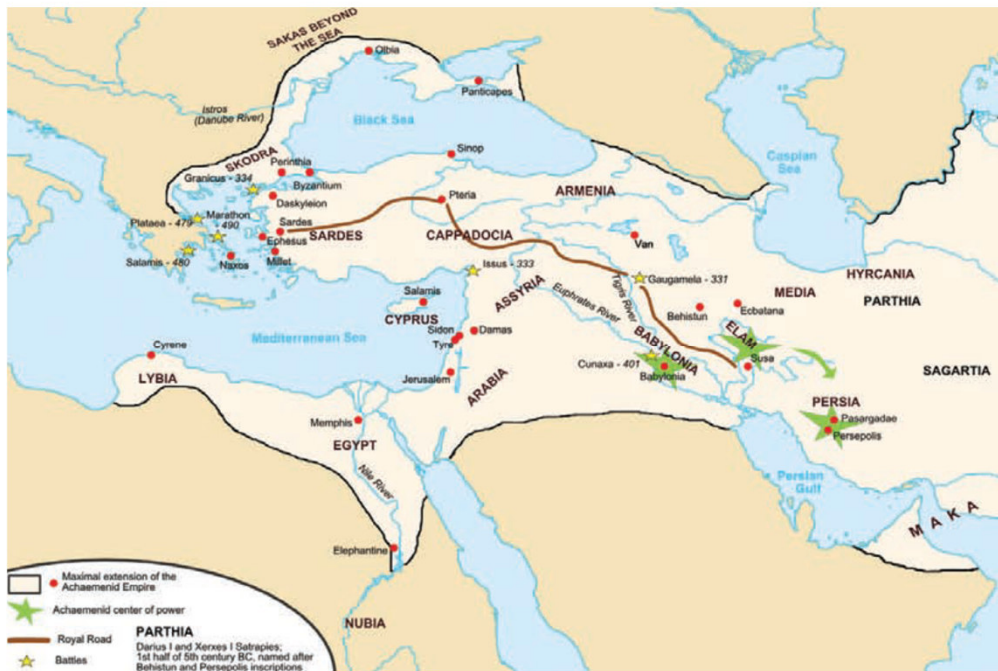 SAKAS BEYOND
THE SEA
Olbia
Panticapes
Istros
(Danube River)
Black Sea
Caspian
Sea
SKODRA
Perinthia
Sinop
Granicus - 334
Byzantium
Daskyleion
Pteria
ARMENIA
Plataea - 479
Marathon
490
Sardes
Ephesus
SARDES
CAPPADOCIA
Van
Salamis - 480
Naxos
Millet
Issus - 333
ASSYRIA
Gaugamela - 331
HYRCANIA
MEDIA
PARTHIA
Salamis
CYPRUS
Euphrates River
Tigris River
Behistun
Ecbatana
Mediterranean Sea
Sidon
Damas
Tyre
BABYLONIA
ELAM
Cyrene
Cunaxa - 401
Babylonia
Susa
LYBIA
Jerusalem
ARABIA
SAGARTIA
PERSIA
Memphis
Pasargadae
Persepolis
EGYPT
Nile River
Persian
Gulf
MAKA
Elephantine
NUBIA
Maximal extension of the
Achaemenid Empire
Achaemenid center of power
Royal Road
Battles
PARTHIA
Darius I and Xerxes I Satrapies;
1st half of 5th century BC, named after
Behistun and Persepolis inscriptions